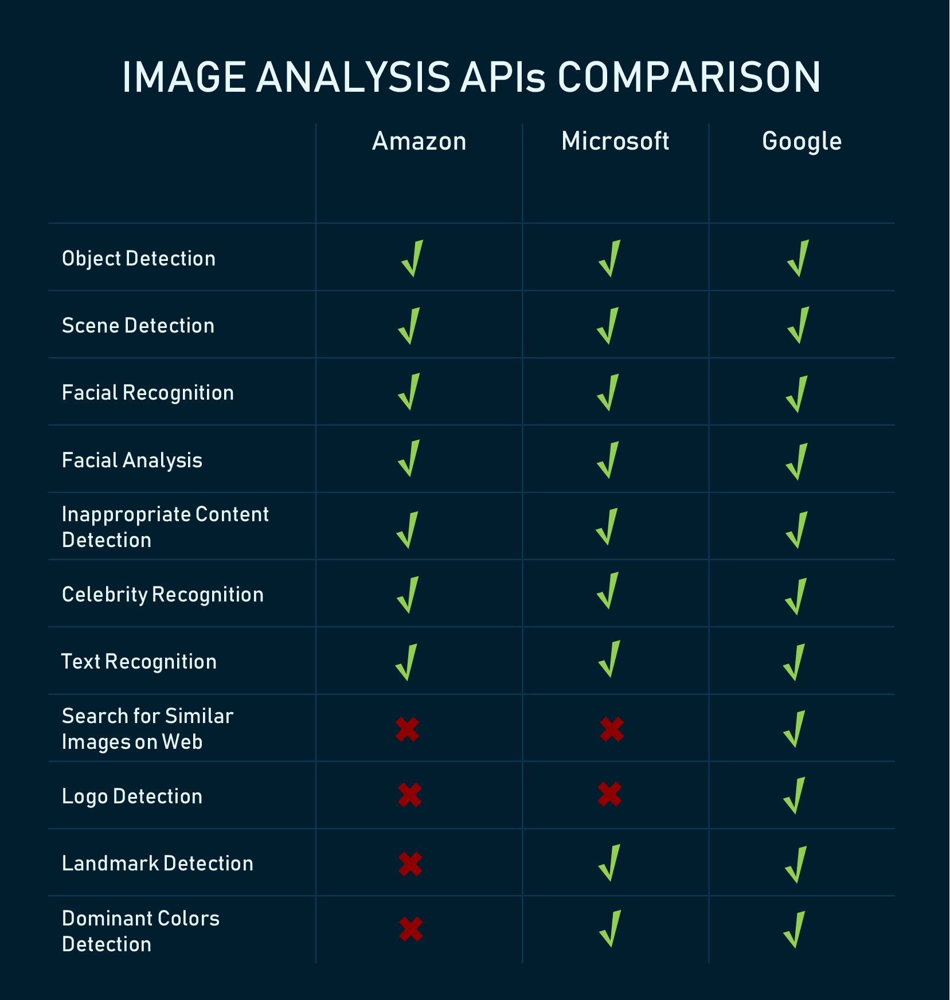 IMAGE ANALYSIS APIs COMPARISON
Amazon Microsoft Google
Object Detection
Scene Detection
Facial Recognition
Facial Analysis
Inappropriate Content
Detection
Celebrity Recognition
Text Recognition
Search for Similar
Images on Web
Logo Detection
Landmark Detection
Dominant Colors
Detection